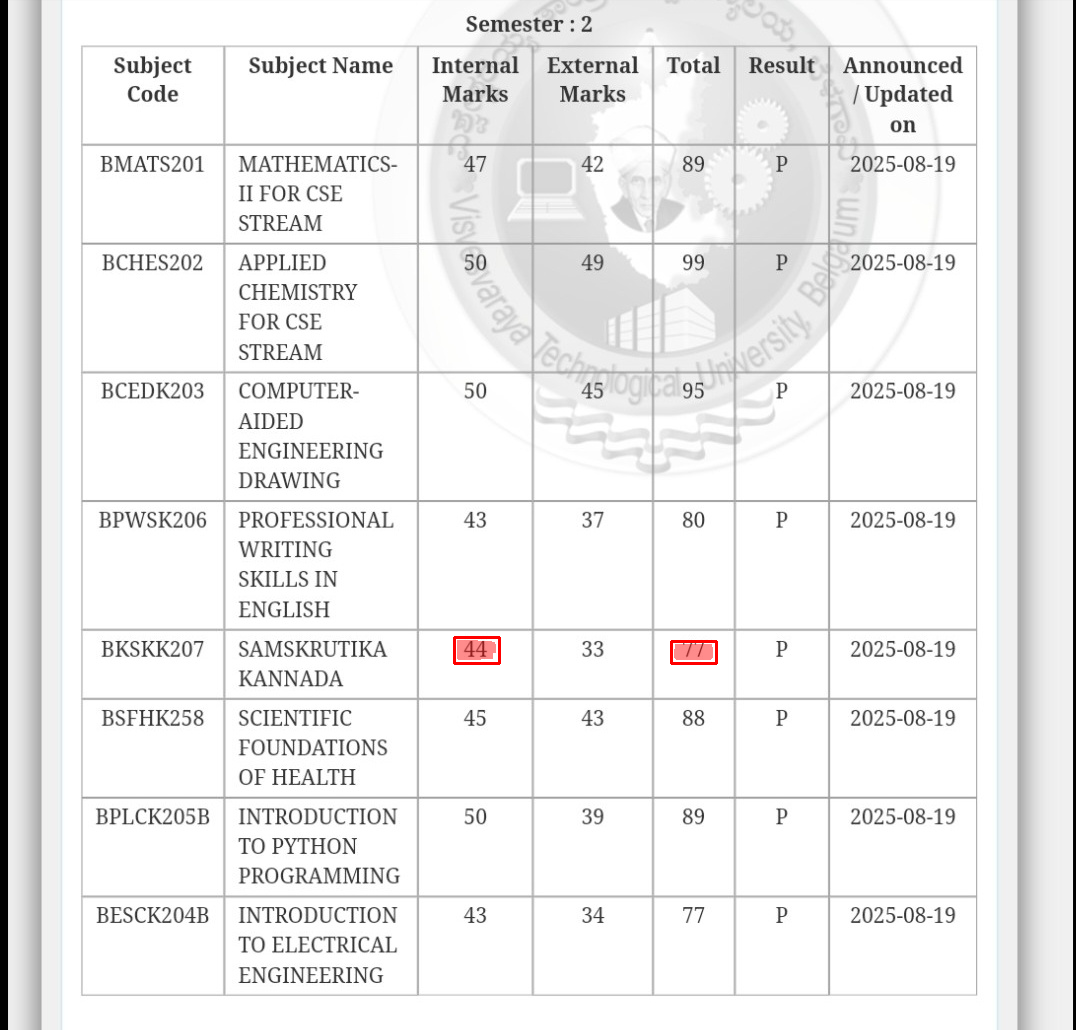 Semester : 2
Subject Code | Subject Name | Internal Marks | External Marks | Total | Result | Announced / Updated on
BMATS201 | MATHEMATICS-II FOR CSE STREAM | 47 | 42 | 89 | P | 2025-08-19
BCHES202 | APPLIED CHEMISTRY FOR CSE STREAM | 50 | 49 | 99 | P | 2025-08-19
BCEDK203 | COMPUTER-AIDED ENGINEERING DRAWING | 50 | 45 | 95 | P | 2025-08-19
BPWSK206 | PROFESSIONAL WRITING SKILLS IN ENGLISH | 43 | 37 | 80 | P | 2025-08-19
BKSKK207 | SAMSKRUTIKA KANNADA | 44 | 33 | 77 | P | 2025-08-19
BSFHK258 | SCIENTIFIC FOUNDATIONS OF HEALTH | 45 | 43 | 88 | P | 2025-08-19
BPLCK205B | INTRODUCTION TO PYTHON PROGRAMMING | 50 | 39 | 89 | P | 2025-08-19
BESCK204B | INTRODUCTION TO ELECTRICAL ENGINEERING | 43 | 34 | 77 | P | 2025-08-19
Visvesvaraya Technological University, Belgaum